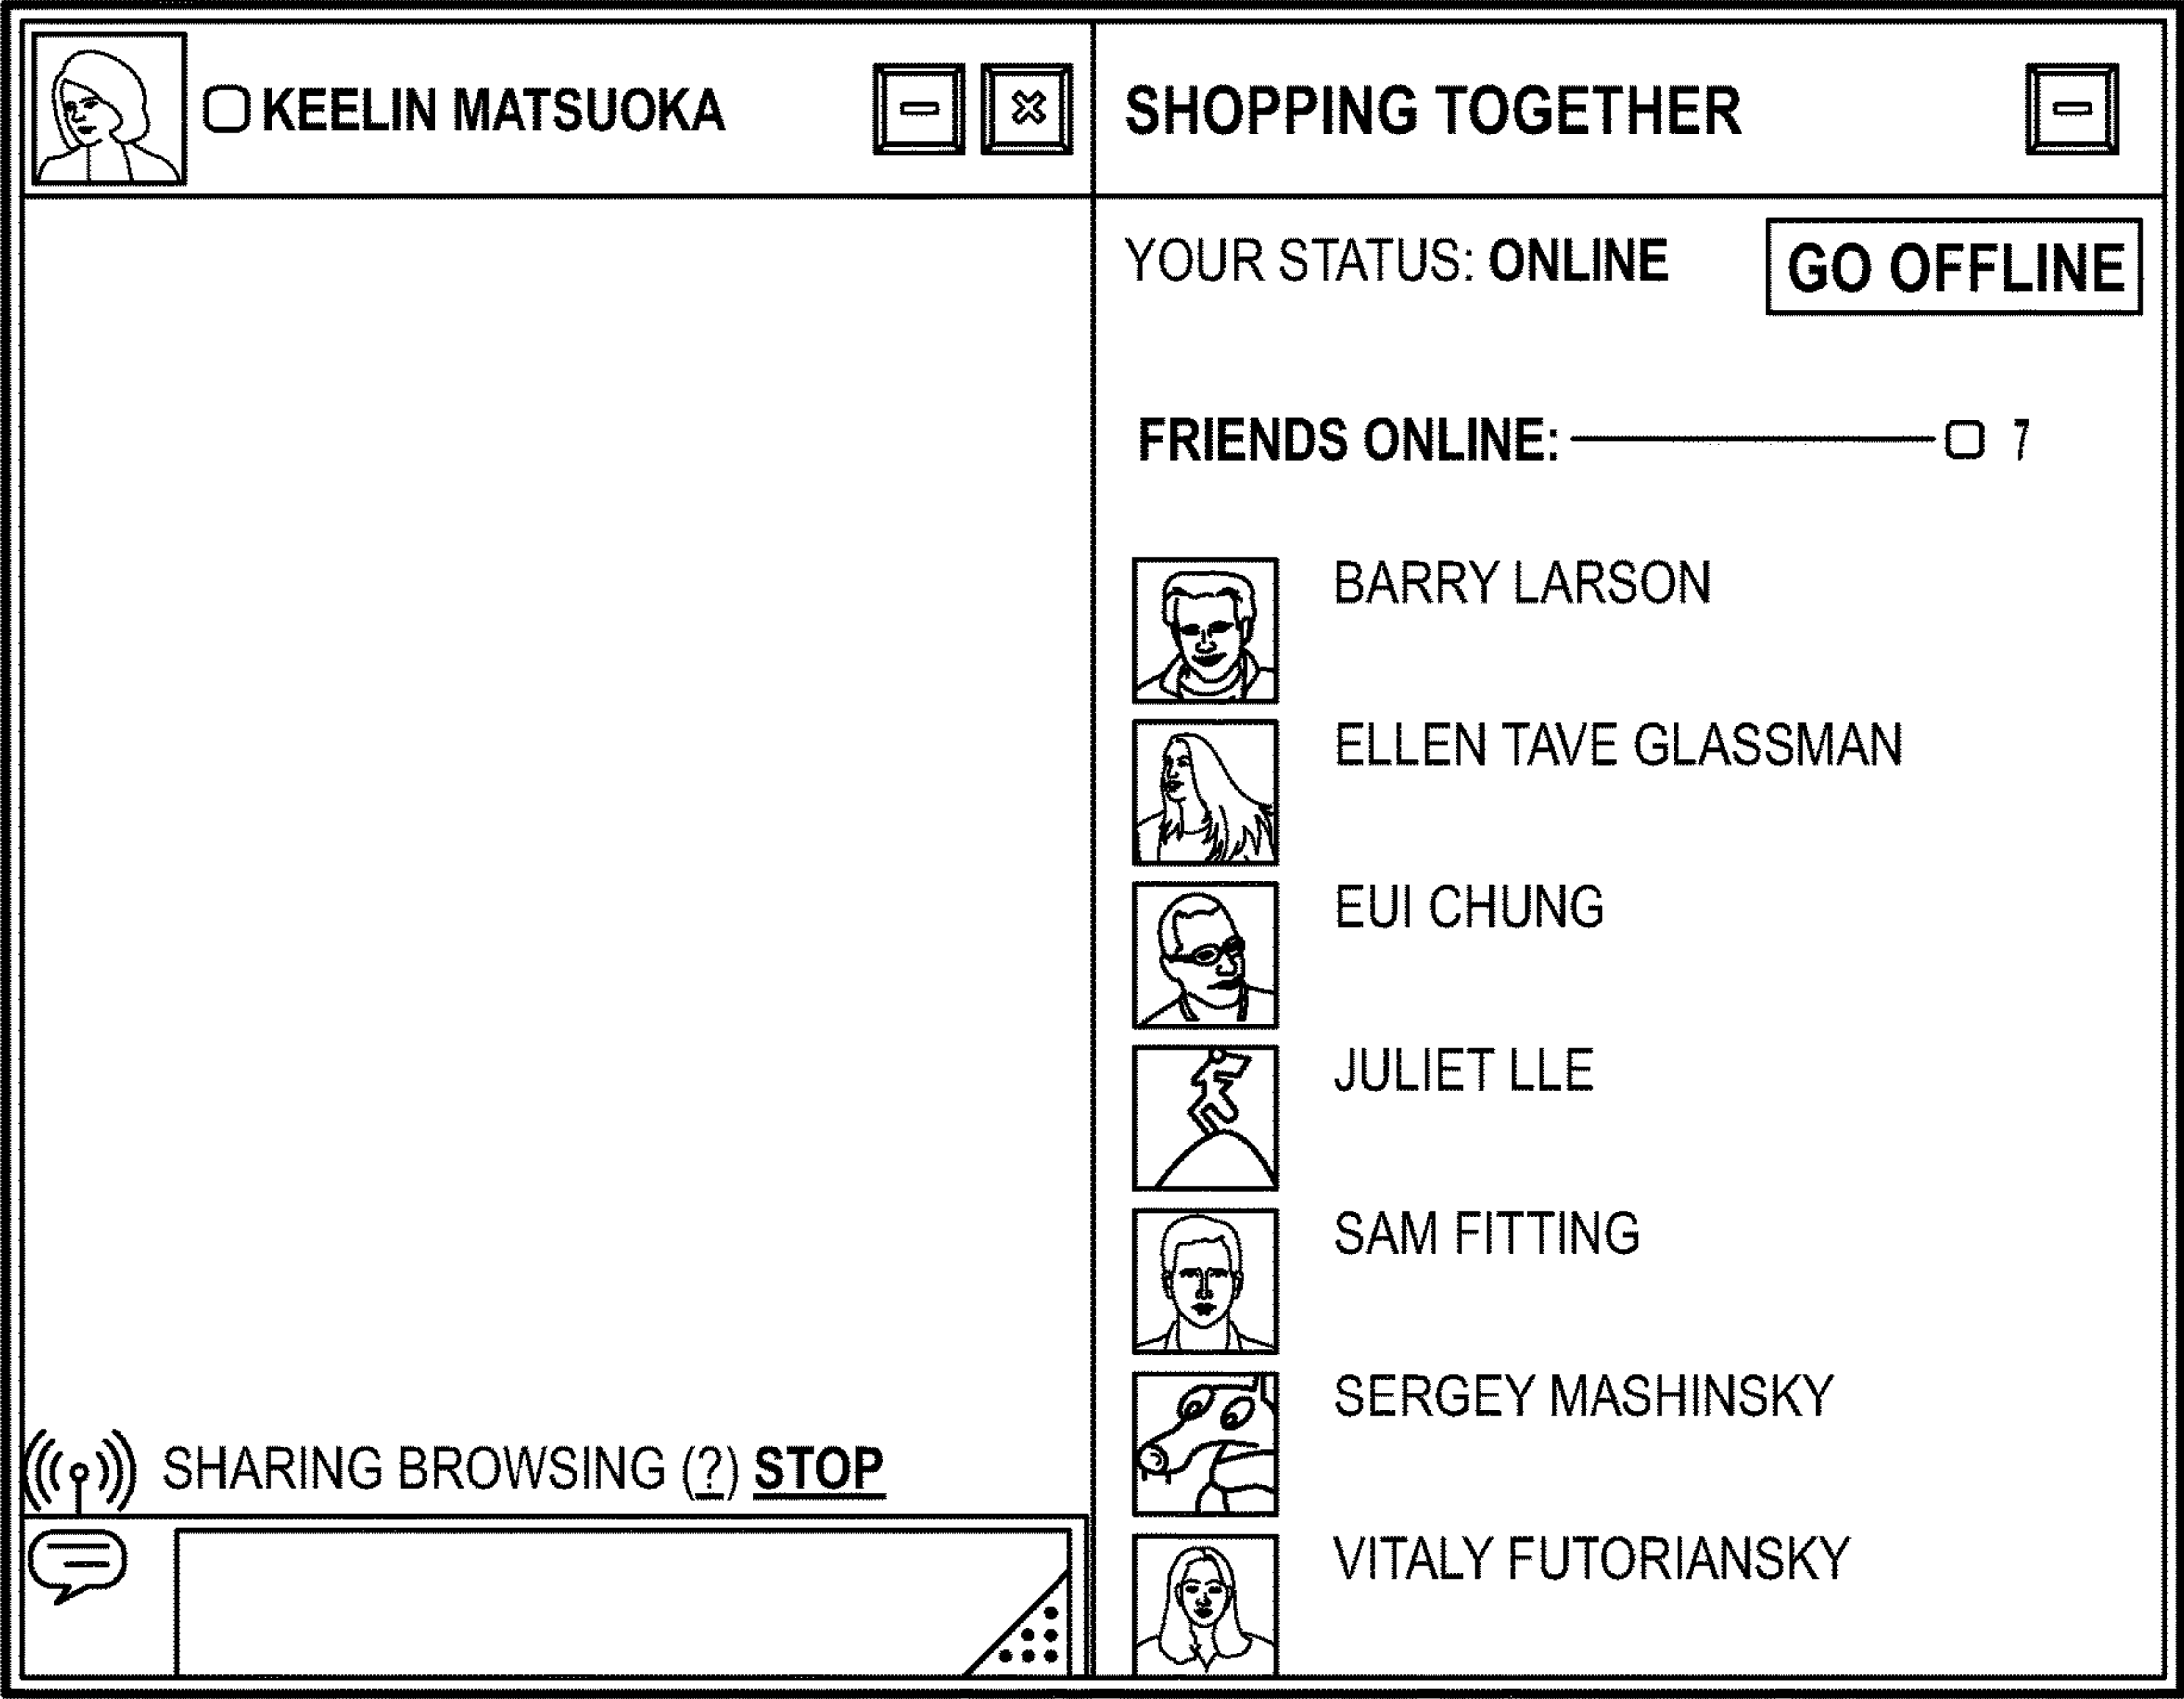 KEELIN MATSUOKA
SHARING BROWSING (?) STOP
SHOPPING TOGETHER
YOUR STATUS: ONLINE
GO OFFLINE
FRIENDS ONLINE: 7
BARRY LARSON
ELLEN TAVE GLASSMAN
EUI CHUNG
JULIET LLE
SAM FITTING
SERGEY MASHINSKY
VITALY FUTORIANSKY